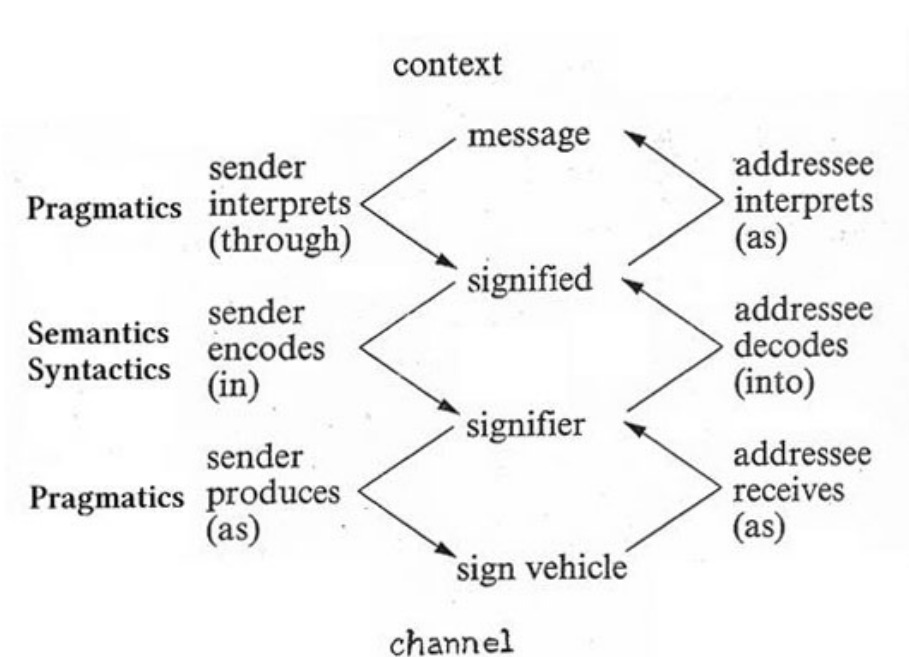 context
message
sender
interprets
(through)
Pragmatics
addressee
interprets
(as)
signified
Semantics
Syntactics
sender
encodes
(in)
addressee
decodes
(into)
signifier
Pragmatics
sender
produces
(as)
addressee
receives
(as)
sign vehicle
channel